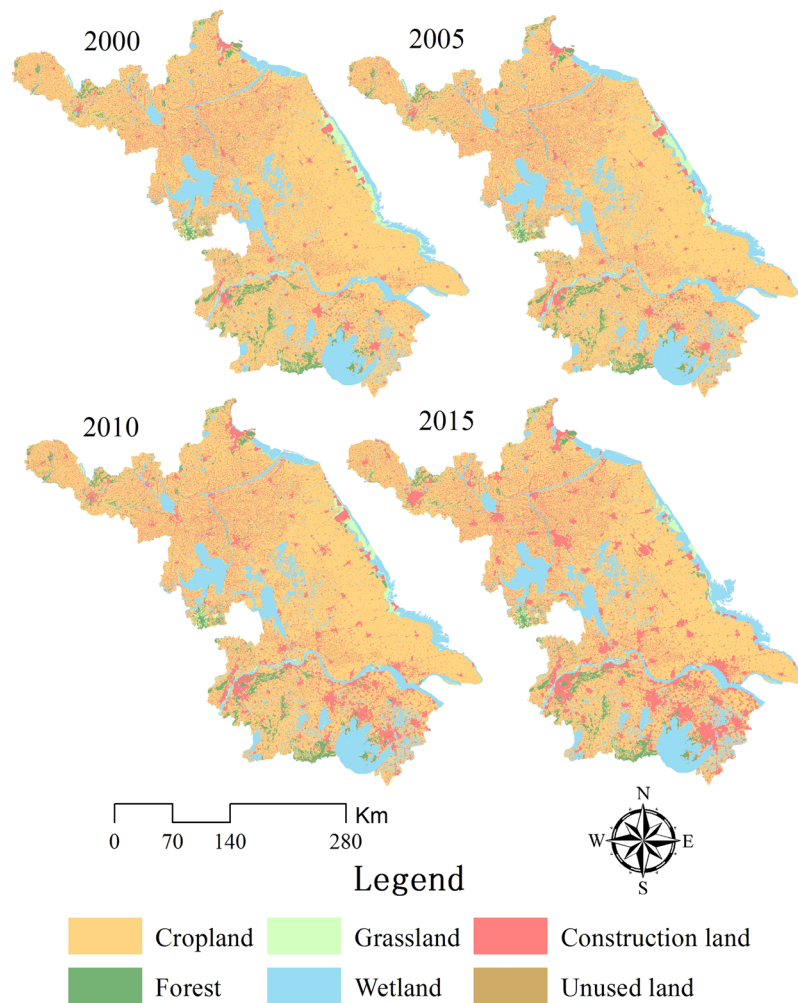 2000
2005
2010
2015
Km
0 70 140 280
N
W E
S
Legend
Cropland Grassland Construction land
Forest Wetland Unused land